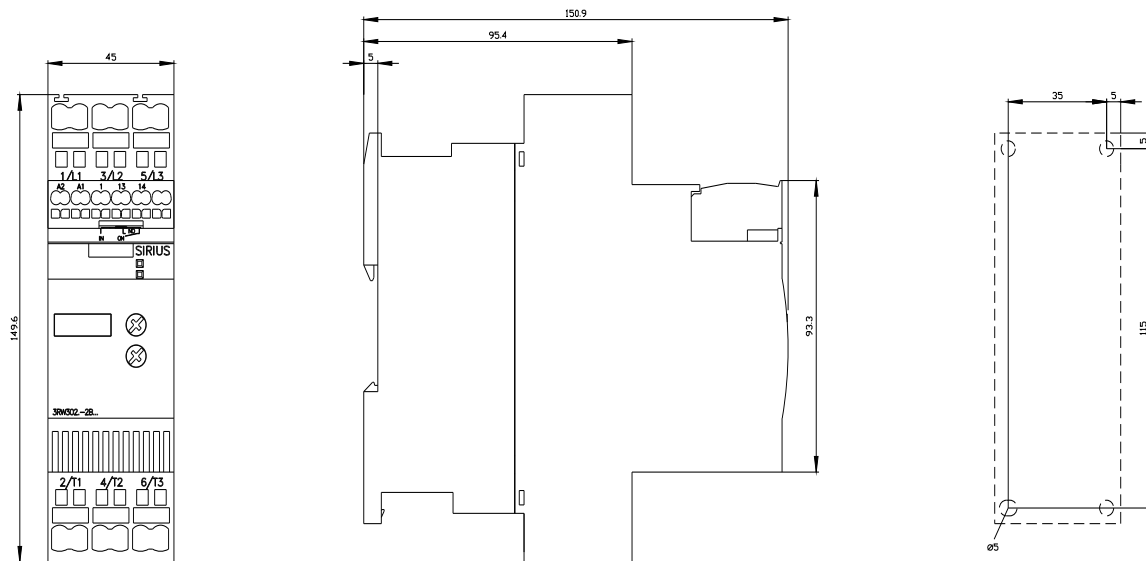 45
149.6
1/L1 3/L2 5/L3
A2 A1 1 13 14
NO
IN ON
SIRIUS
3RW302.-2B...
2/T1 4/T2 6/T3
150.9
95.4
5
93.3
35 5
5
115
ø5